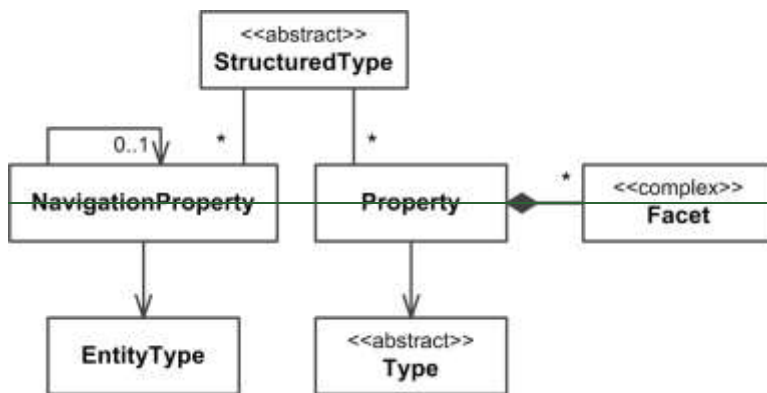 <<abstract>>
StructuredType
0..1
*
*
NavigationProperty
Property
*
<<complex>>
Facet
EntityType
<<abstract>>
Type